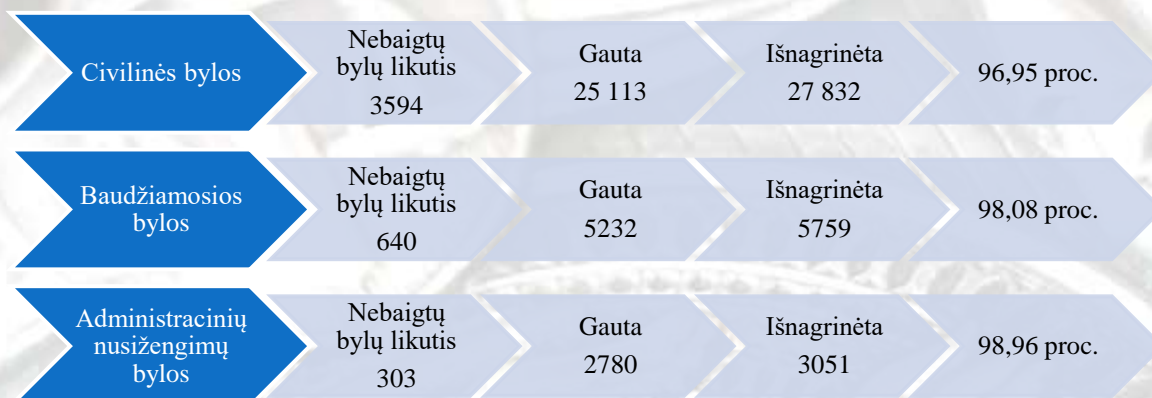 Civilinės bylos
Nebaigtų
bylų likutis
3594
Gauta
25 113
Išnagrinėta
27 832
96,95 proc.
Baudžiamosios
bylos
Nebaigtų
bylų likutis
640
Gauta
5232
Išnagrinėta
5759
98,08 proc.
Administracinių
nusižengimų
bylos
Nebaigtų
bylų likutis
303
Gauta
2780
Išnagrinėta
3051
98,96 proc.